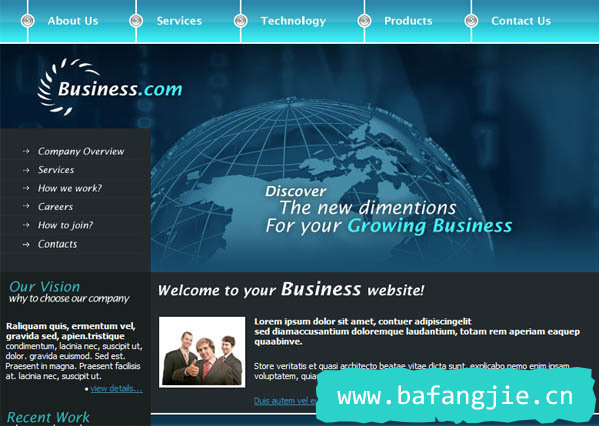 About Us
Services
Technology
Products
Contact Us
Business.com
Company Overview
Services
How we work?
Careers
How to join?
Contacts
Discover
The new dimentions
For your Growing Business
Our Vision
why to choose our company
Raliquam quis, ermentum vel,
gravida sed, apien.tristique
condimentum, lacinia nec, suscipit ut,
dolor. gravida euismod. Sed est.
Praesent in magna. Praesent facilisis
at. lacinia nec, suscipit ut.
view details...
Recent Work
Welcome to your Business website!
Lorem ipsum dolor sit amet, contuer adipiscingelit
sed diamaccusantium doloremque laudantium, totam rem aperiam eaquep
quaabinve.
Store veritatis et quasi architecto beatae vitae dicta sunt, explicabo nemo enim ipsam
voluptatem, quia
Duis autem vel eu
www.bafangjie.cn